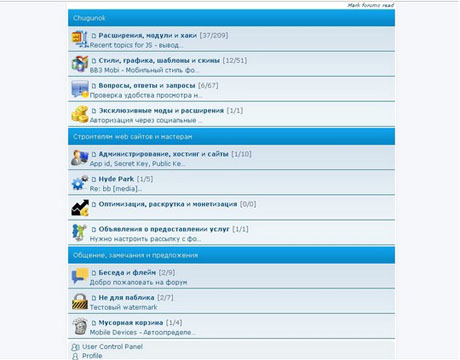 Mark forums read
Chugunok
Расширения, модули и хаки [37/209]
Recent topics for JS - вывод...
Стили, графика, шаблоны и скины [12/51]
BB3 Mobi - Мобильный стиль фо...
Вопросы, ответы и запросы [6/67]
Проверка удобства просмотра н...
Эксклюзивные моды и расширения [1/1]
Авторизация через социальные ...
Строителям web сайтов и мастерам
Администрирование, хостинг и сайты [1/10]
App id, Secret Key, Public Ke...
Hyde Park [1/5]
Re: bb [media]...
Оптимизация, раскрутка и монетизация [0/0]
Объявления о предоставлении услуг [1/1]
Нужно настроить рассылку с фо...
Общение, замечания и предложения
Беседа и флейм [2/9]
Добро пожаловать на форум
Не для паблика [2/7]
Тестовый watermark
Мусорная корзина [1/4]
Mobile Devices - Автоопределе...
User Control Panel
Profile